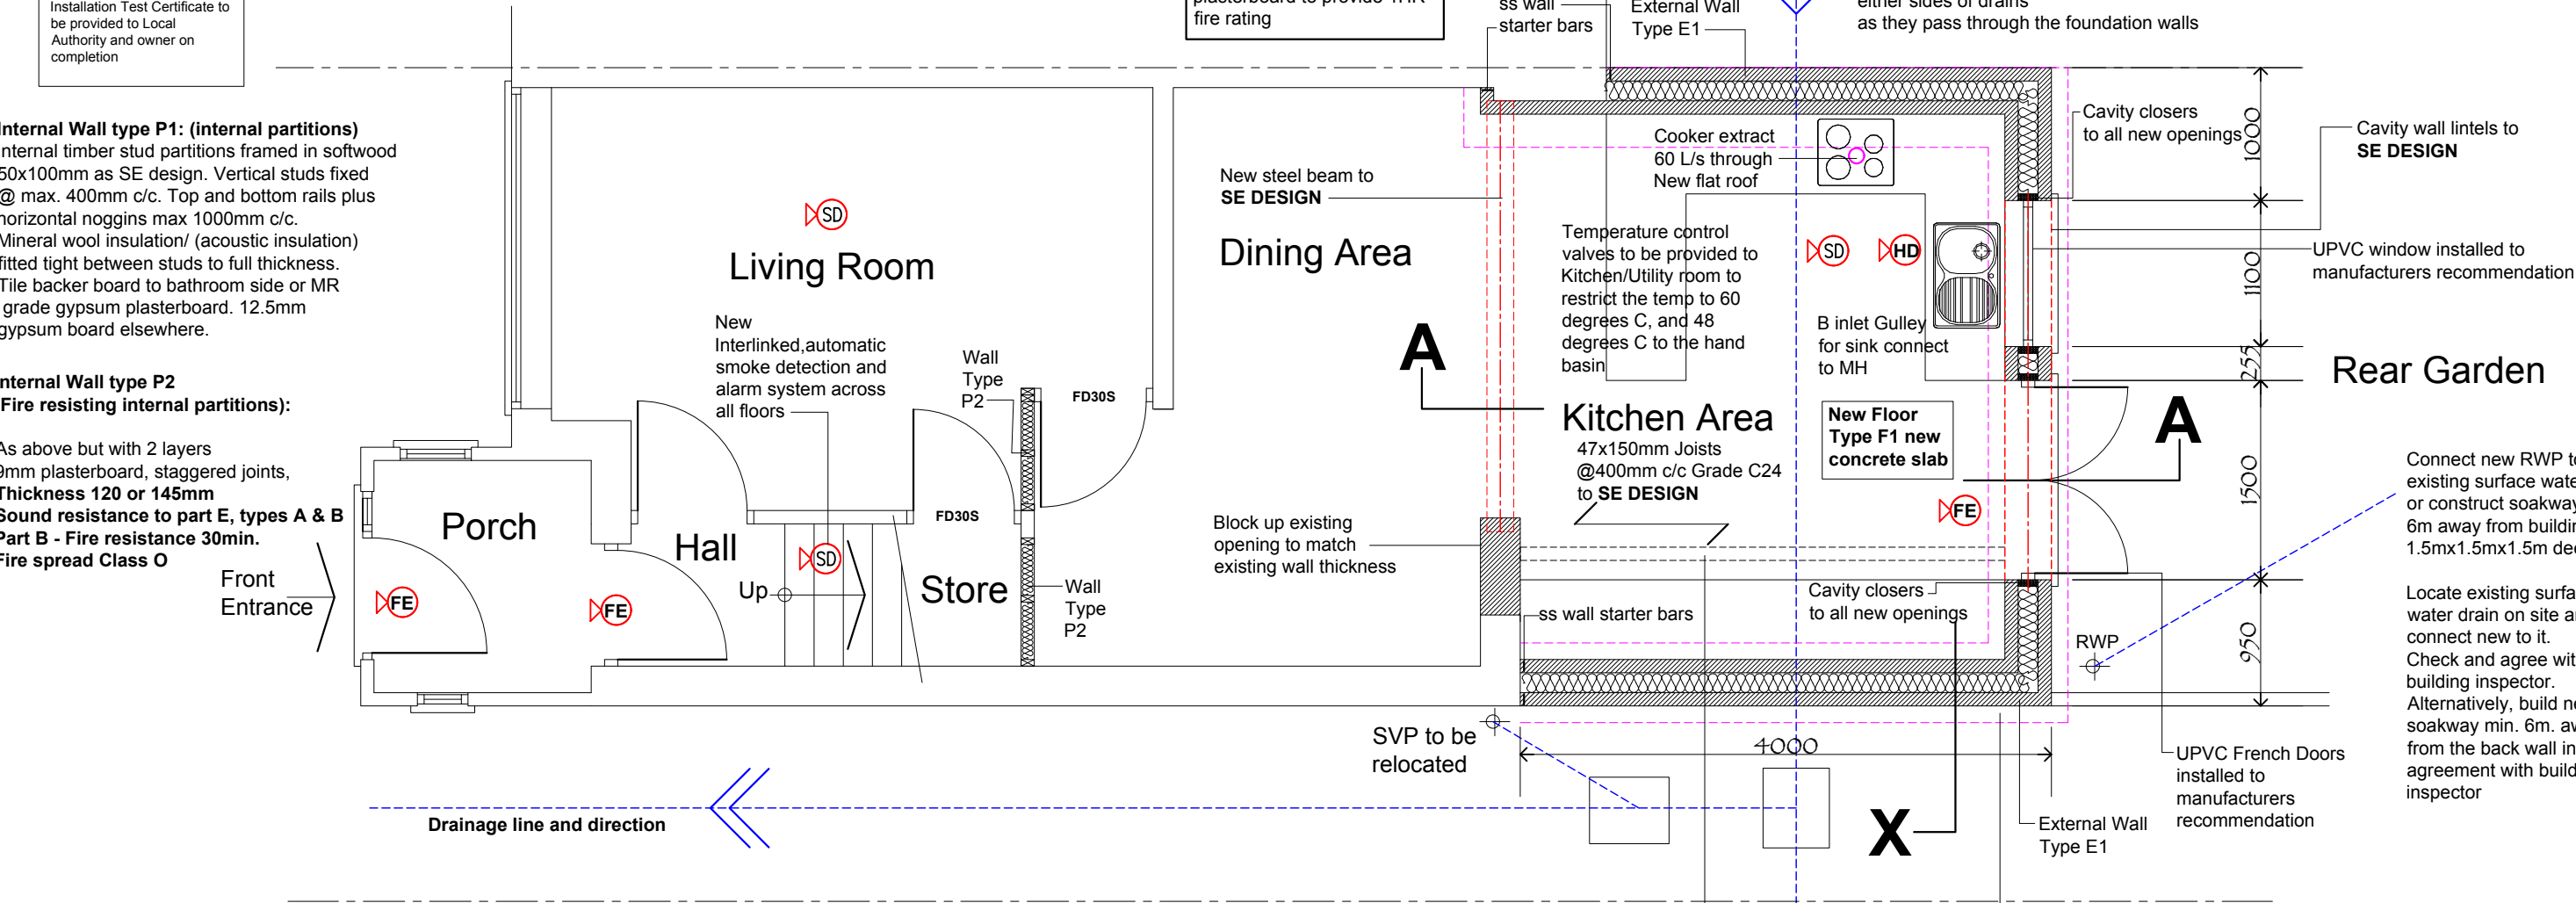 Installation Test Certificate to
be provided to Local
Authority and owner on
completion
plasterboard to provide 1HR
fire rating
ss wall
starter bars
External Wall
Type E1
either sides of drains
as they pass through the foundation walls
Internal Wall type P1: (internal partitions)
internal timber stud partitions framed in softwood
50x100mm as SE design. Vertical studs fixed
@ max. 400mm c/c. Top and bottom rails plus
horizontal noggins max 1000mm c/c.
Mineral wool insulation/ (acoustic insulation)
fitted tight between studs to full thickness.
Tile backer board to bathroom side or MR
grade gypsum plasterboard. 12.5mm
gypsum board elsewhere.
Internal Wall type P2
(Fire resisting internal partitions):
As above but with 2 layers
9mm plasterboard, staggered joints,
Thickness 120 or 145mm
Sound resistance to part E, types A & B
Part B - Fire resistance 30min.
Fire spread Class O
Front
Entrance
FE
Porch
FE
Hall
Up
SD
Living Room
SD
New
Interlinked,automatic
smoke detection and
alarm system across
all floors
Wall
Type
P2
FD30S
FD30S
Store
Wall
Type
P2
Dining Area
New steel beam to
SE DESIGN
Block up existing
opening to match
existing wall thickness
A
Cooker extract
60 L/s through
New flat roof
Temperature control
valves to be provided to
Kitchen/Utility room to
restrict the temp to 60
degrees C, and 48
degrees C to the hand
basin
SD
HD
B inlet Gulley
for sink connect
to MH
Kitchen Area
47x150mm Joists
@400mm c/c Grade C24
to SE DESIGN
New Floor
Type F1 new
concrete slab
FE
Cavity closers
to all new openings
ss wall starter bars
A
Cavity closers
to all new openings
Cavity wall lintels to
SE DESIGN
UPVC window installed to
manufacturers recommendation
1000
1100
255
1500
950
Rear Garden
Connect new RWP to
existing surface wate
or construct soakway
6m away from buildin
1.5mx1.5mx1.5m dee
Locate existing surfa
water drain on site a
connect new to it.
Check and agree wit
building inspector.
Alternatively, build ne
soakway min. 6m. aw
from the back wall in
agreement with build
inspector
RWP
SVP to be
relocated
4000
UPVC French Doors
installed to
manufacturers
recommendation
External Wall
Type E1
X
Drainage line and direction